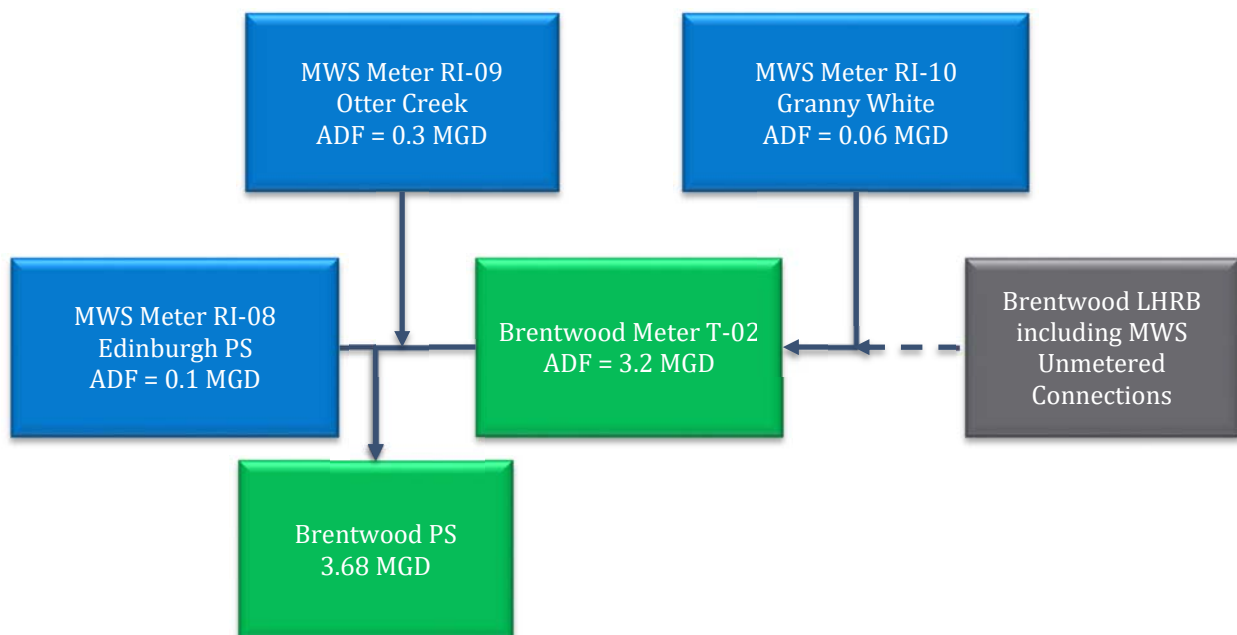 MWS Meter RI-09
Otter Creek
ADF = 0.3 MGD
MWS Meter RI-10
Granny White
ADF = 0.06 MGD
MWS Meter RI-08
Edinburgh PS
ADF = 0.1 MGD
Brentwood Meter T-02
ADF = 3.2 MGD
Brentwood LHRB
including MWS
Unmetered
Connections
Brentwood PS
3.68 MGD